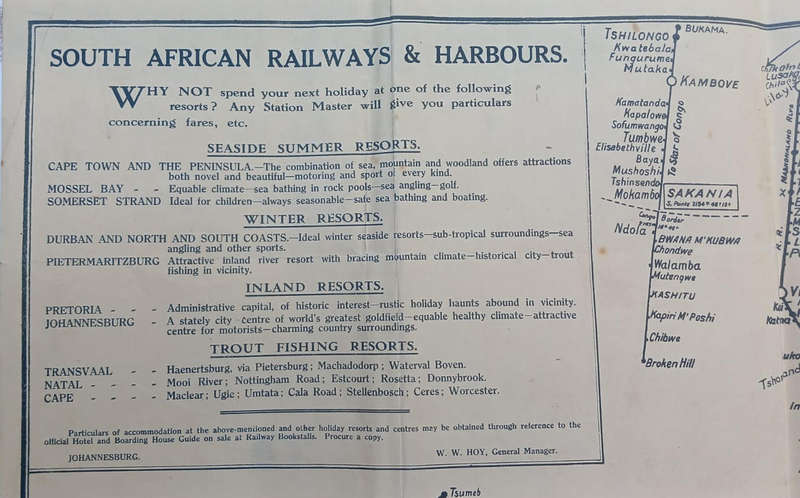 SOUTH AFRICAN RAILWAYS & HARBOURS.
WHY NOT spend your next holiday at one of the following
resorts? Any Station Master will give you particulars
concerning fares, etc.
SEASIDE SUMMER RESORTS.
CAPE TOWN AND THE PENINSULA.—The combination of sea, mountain and woodland offers attractions
both novel and beautiful—motoring and sport of every kind.
MOSSEL BAY - - Equable climate—sea bathing in rock pools—sea angling—golf.
SOMERSET STRAND Ideal for children—always seasonable—safe sea bathing and boating.
WINTER RESORTS.
DURBAN AND NORTH AND SOUTH COASTS.—Ideal winter seaside resorts—sub-tropical surroundings—sea
angling and other sports.
PIETERMARITZBURG Attractive inland river resort with bracing mountain climate—historical city—trout
fishing in vicinity.
INLAND RESORTS.
PRETORIA - - - Administrative capital, of historic interest—rustic holiday haunts abound in vicinity.
JOHANNESBURG - A stately city—centre of world's greatest goldfield—equable healthy climate—attractive
centre for motorists—charming country surroundings.
TROUT FISHING RESORTS.
TRANSVAAL - - Haenertsburg, via Pietersburg; Machadodorp; Waterval Boven.
NATAL - - - - Mooi River; Nottingham Road; Estcourt; Rosetta; Donnybrook.
CAPE - - - - Maclear; Ugie; Umtata; Cala Road; Stellenbosch; Ceres; Worcester.
Particulars of accommodation at the above-mentioned and other holiday resorts and centres may be obtained through reference to the
official Hotel and Boarding House Guide on sale at Railway Bookstalls. Procure a copy.
JOHANNESBURG. W. W. HOY, General Manager.
BUKAMA.
TSHILONGO
Kwatebala
Fungurume
Mutaka
KAMBOVE
Kamatanda
Kapalowe
Sofumwango
Tumbwe
Elisabethville
Baya
Mushoshi
Tshinsendo
Mokambo
To Star of Congo
SAKANIA
Congo Border
Ndola
BWANA M'KUBWA
Chondwe
Walamba
Mutenqwe
KASHITU
Kapiri M'Poshi
Chibwe
Broken Hill
MASHONALAND RLY
Lusak
Chilan
Lilay
Katna
Tshorand
Tsumeb